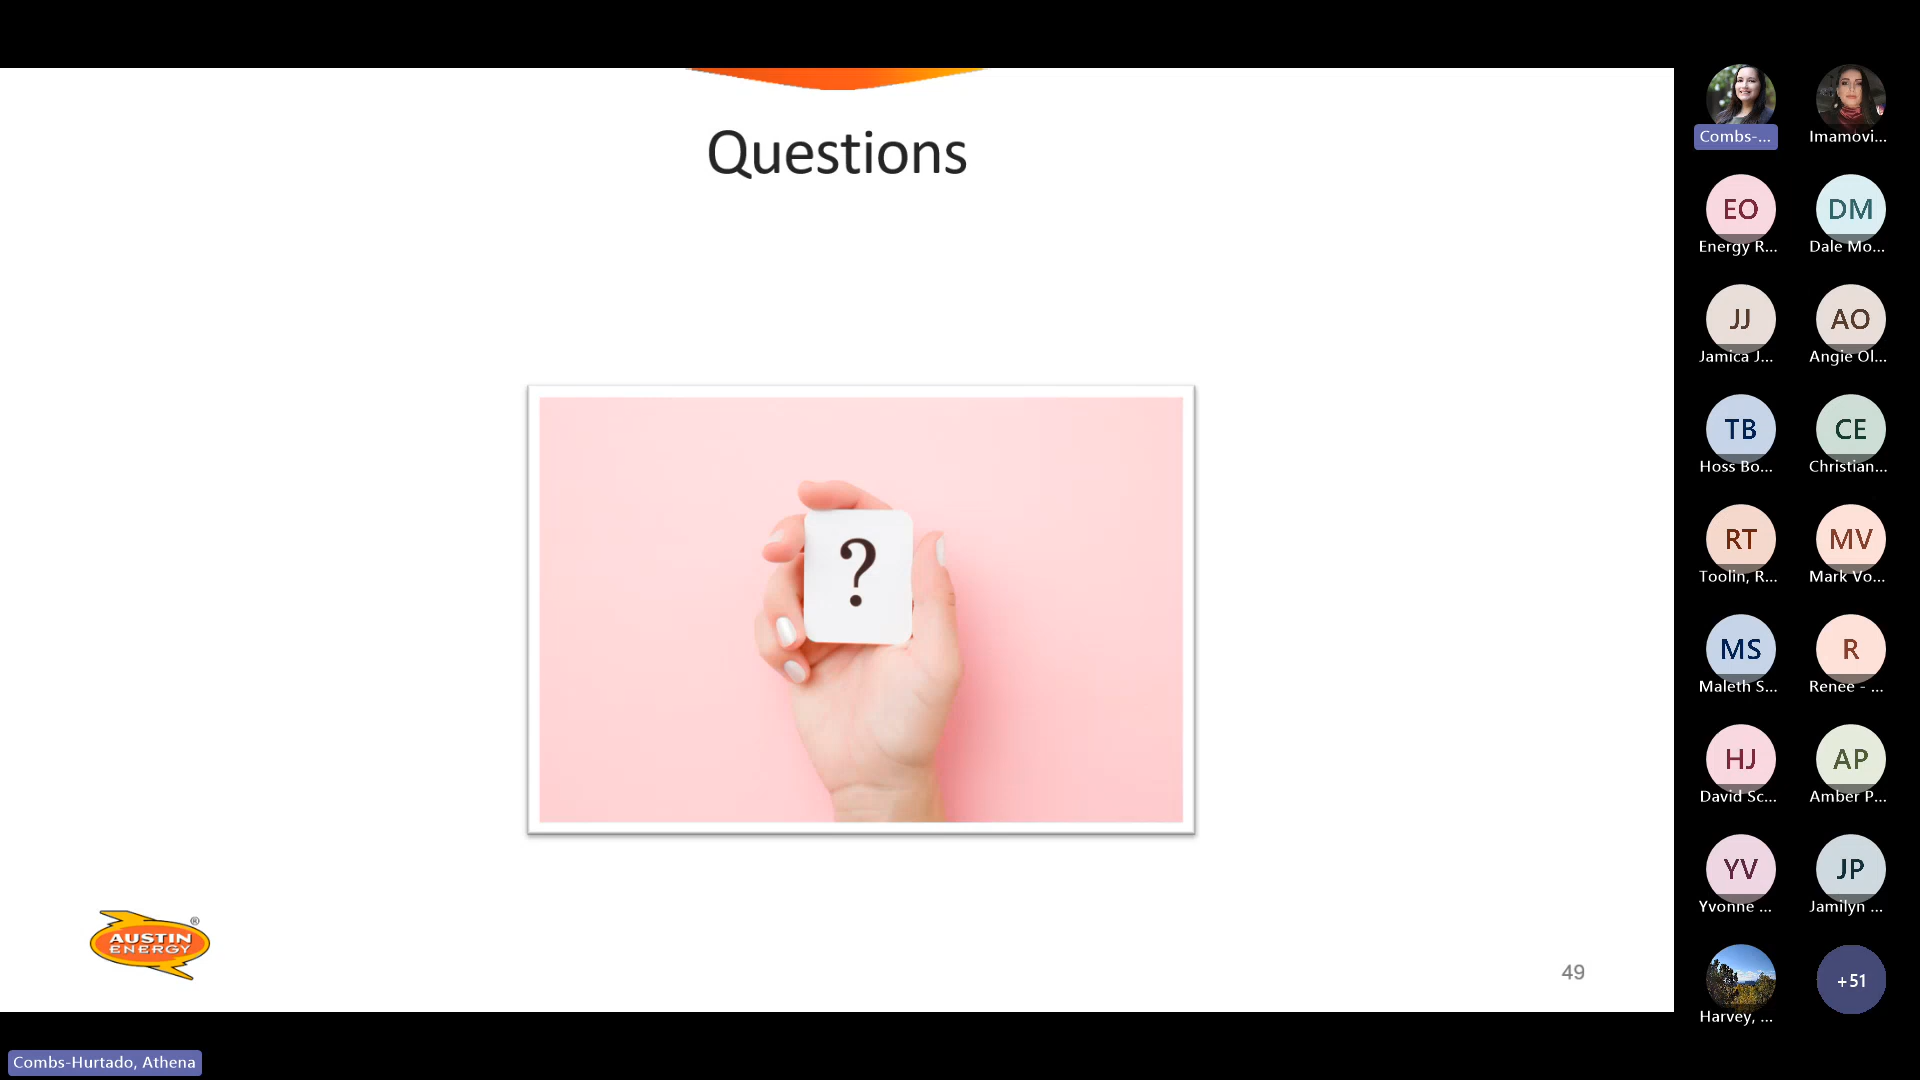 Questions
?
AUSTIN
ENERGY
®
49
Combs-Hurtado, Athena
Combs-...
Imamovi...
EO
DM
Energy R...
Dale Mo...
JJ
AO
Jamica J...
Angie Ol...
TB
CE
Hoss Bo...
Christian...
RT
MV
Toolin, R...
Mark Vo...
MS
R
Maleth S...
Renee - ...
HJ
AP
David Sc...
Amber P...
YV
JP
Yvonne ...
Jamilyn ...
+51
Harvey, ...